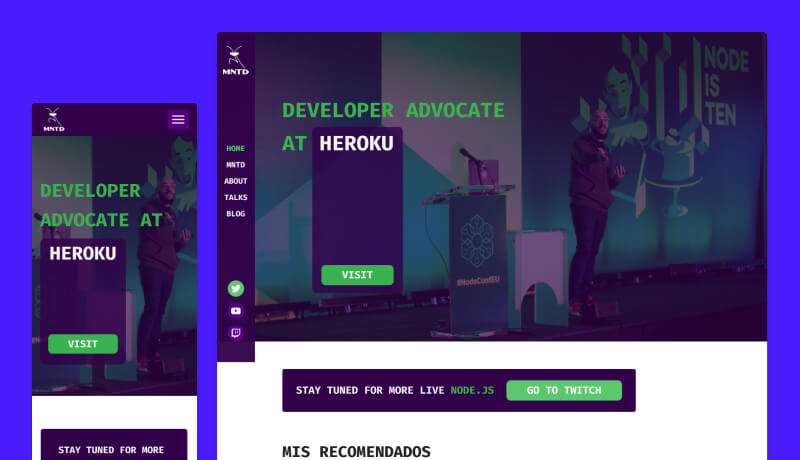 MNTD
DEVELOPER
ADVOCATE AT
HEROKU
VISIT
STAY TUNED FOR MORE
MNTD
HOME
MNTD
ABOUT
TALKS
BLOG
DEVELOPER ADVOCATE
AT HEROKU
VISIT
NODE
IS
TEN
#NodeConfEU
STAY TUNED FOR MORE LIVE NODE.JS
GO TO TWITCH
MIS RECOMENDADOS